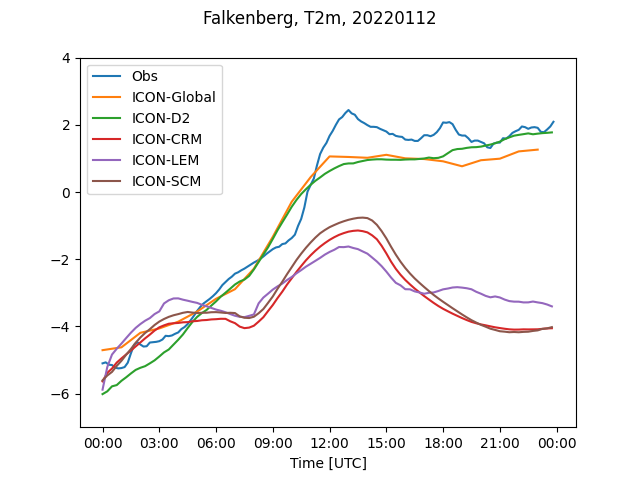 Falkenberg, T2m, 20220112
4
2
0
−2
−4
−6
Obs
ICON-Global
ICON-D2
ICON-CRM
ICON-LEM
ICON-SCM
00:00 03:00 06:00 09:00 12:00 15:00 18:00 21:00 00:00
Time [UTC]